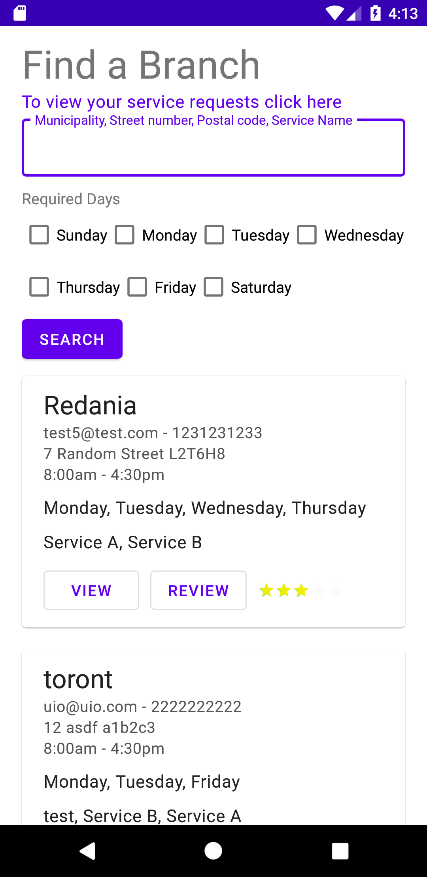 4:13
Find a Branch
To view your service requests click here
Municipality, Street number, Postal code, Service Name
Required Days
Sunday Monday Tuesday Wednesday
Thursday Friday Saturday
SEARCH
Redania
test5@test.com - 1231231233
7 Random Street L2T6H8
8:00am - 4:30pm
Monday, Tuesday, Wednesday, Thursday
Service A, Service B
VIEW REVIEW
toront
uio@uio.com - 2222222222
12 asdf a1b2c3
8:00am - 4:30pm
Monday, Tuesday, Friday
test, Service B, Service A